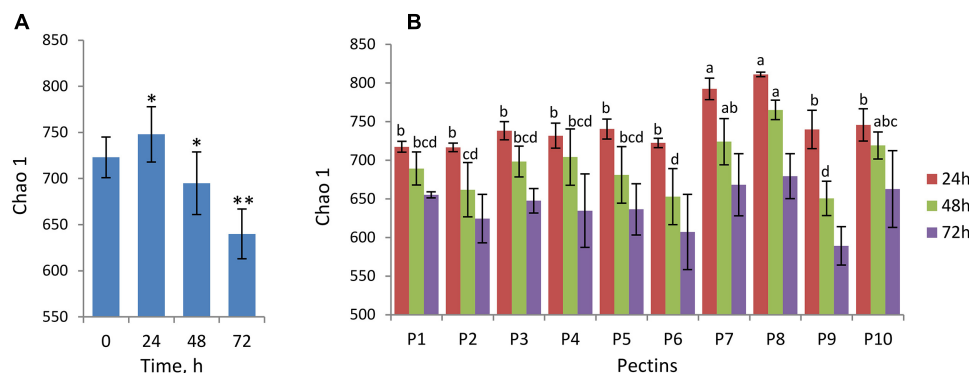 A
Chao 1
850
800
750
700
650
600
550
* * **
0 24 48 72
Time, h
B
Chao 1
850
800
750
700
650
600
550
500
b bcd b cd b bcd b bcd b bcd b d a ab a a b d b abc
P1 P2 P3 P4 P5 P6 P7 P8 P9 P10
Pectins
24h
48h
72h